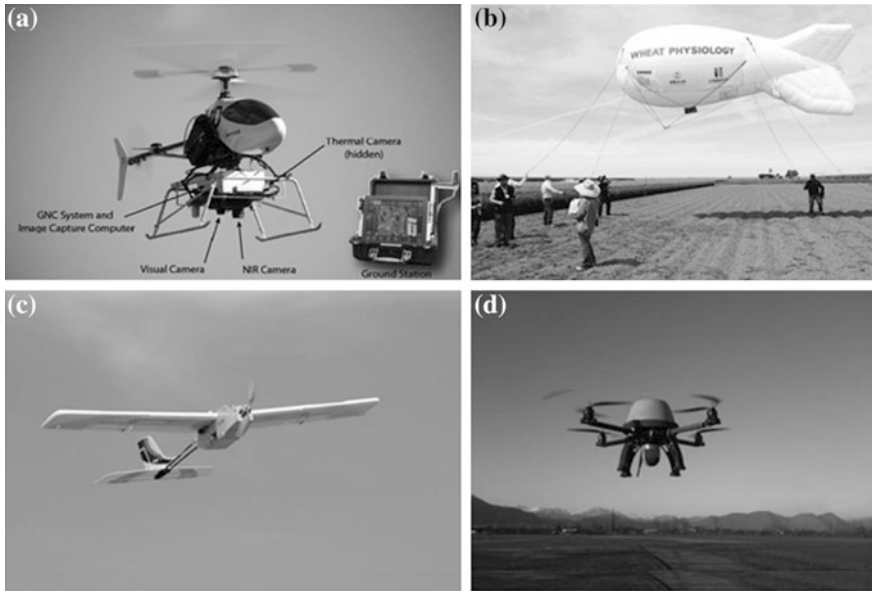 (a)
Thermal Camera
(hidden)
GNC System and
Image Capture Computer
Visual Camera
NIR Camera
Ground Station
(b)
WHEAT PHYSIOLOGY
(c)
(d)